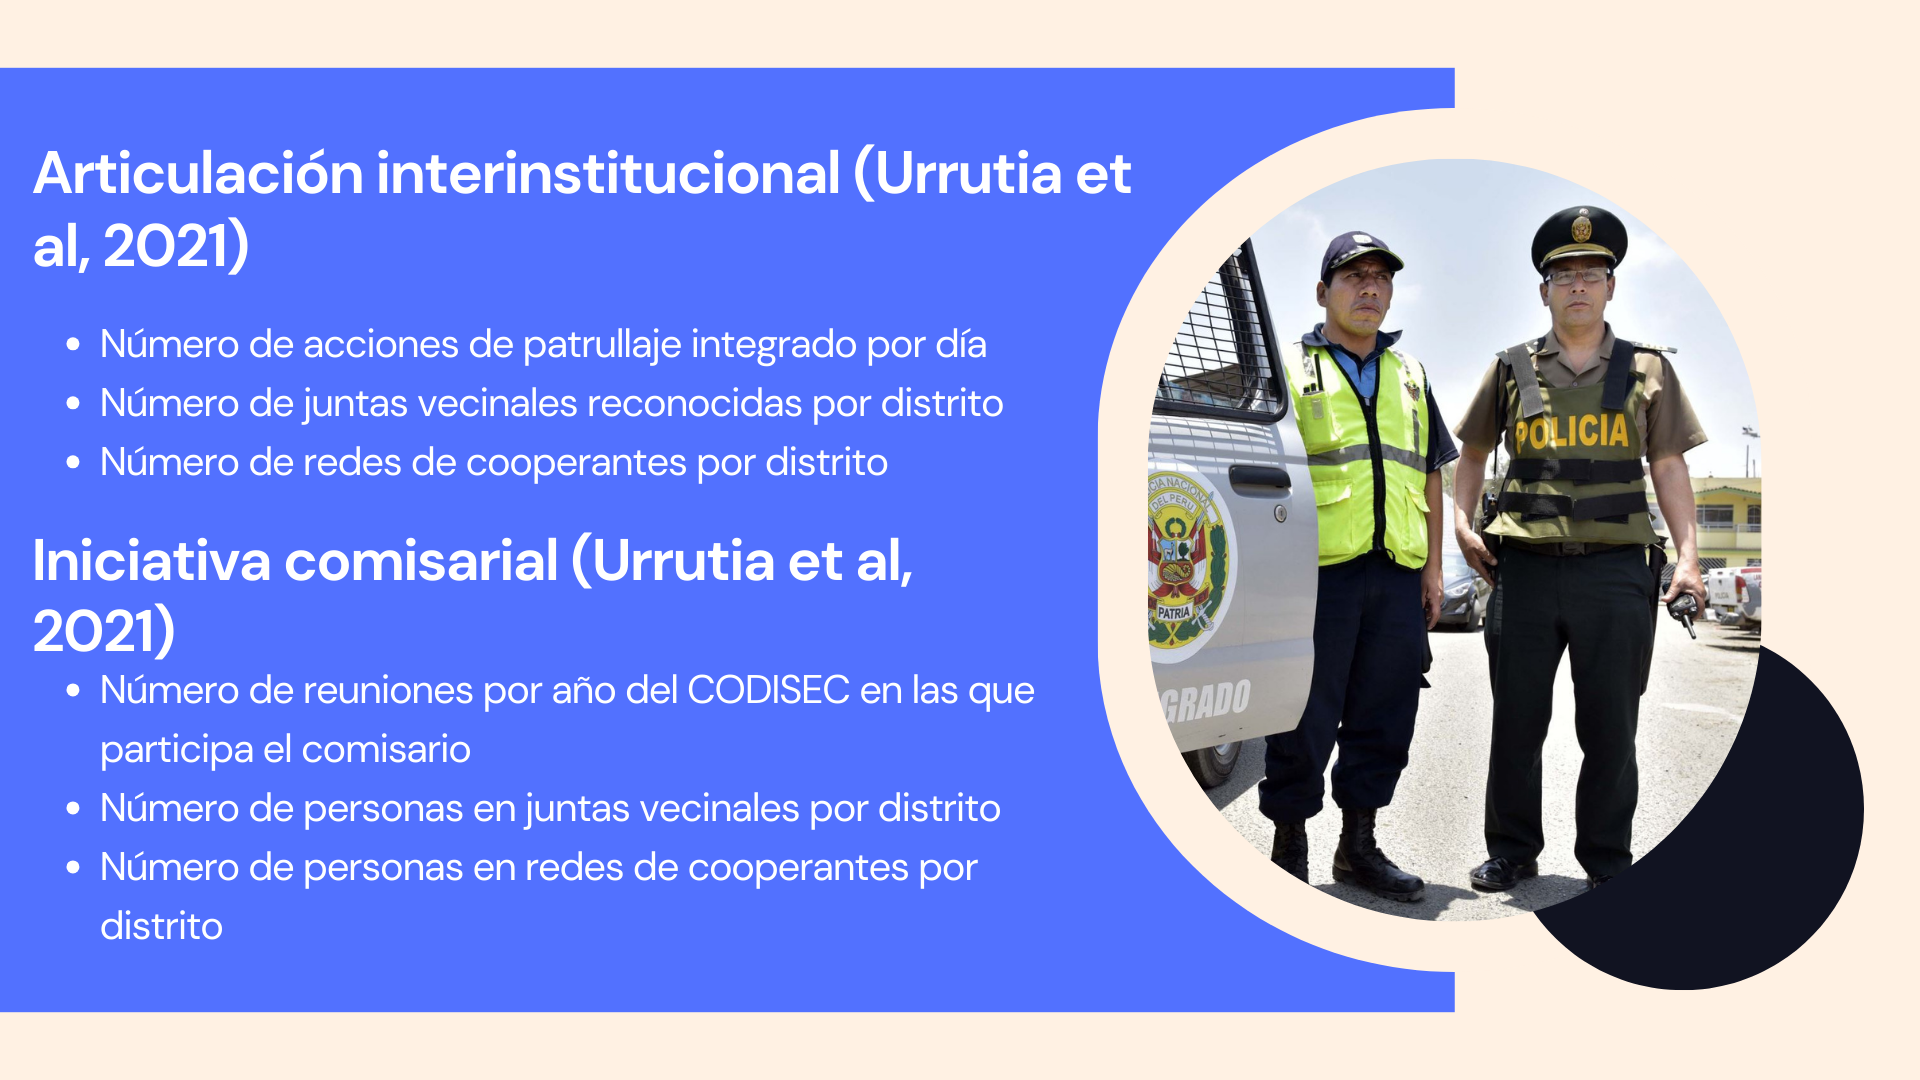 Articulación interinstitucional (Urrutia et
al, 2021)
• Número de acciones de patrullaje integrado por día
• Número de juntas vecinales reconocidas por distrito
• Número de redes de cooperantes por distrito
Iniciativa comisarial (Urrutia et al,
2021)
• Número de reuniones por año del CODISEC en las que
participa el comisario
• Número de personas en juntas vecinales por distrito
• Número de personas en redes de cooperantes por
distrito
POLICIA
CIA NACIONAL
DEL PERU
PATRIA
GRADO